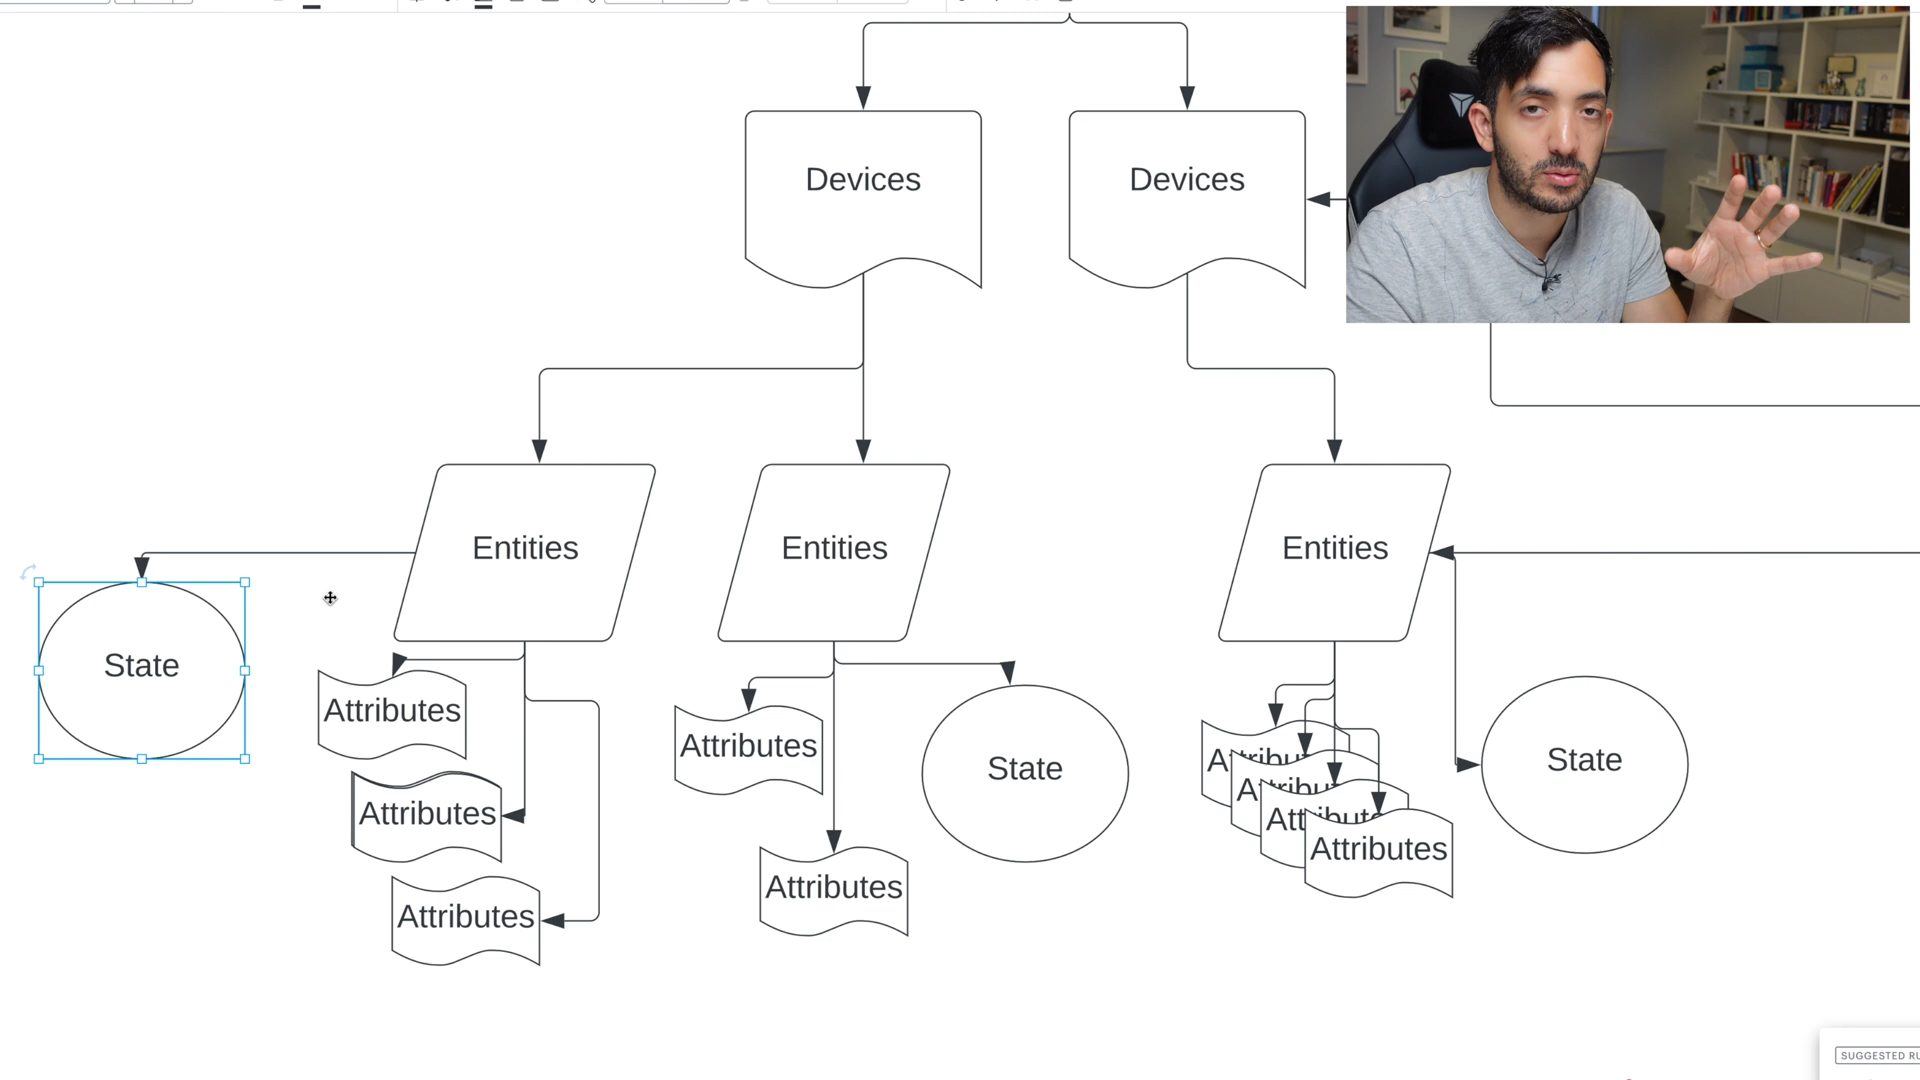 Devices
Devices
Entities
Entities
Entities
State
Attributes
Attributes
Attributes
Attributes
Attributes
State
Attributes
State
SUGGESTED